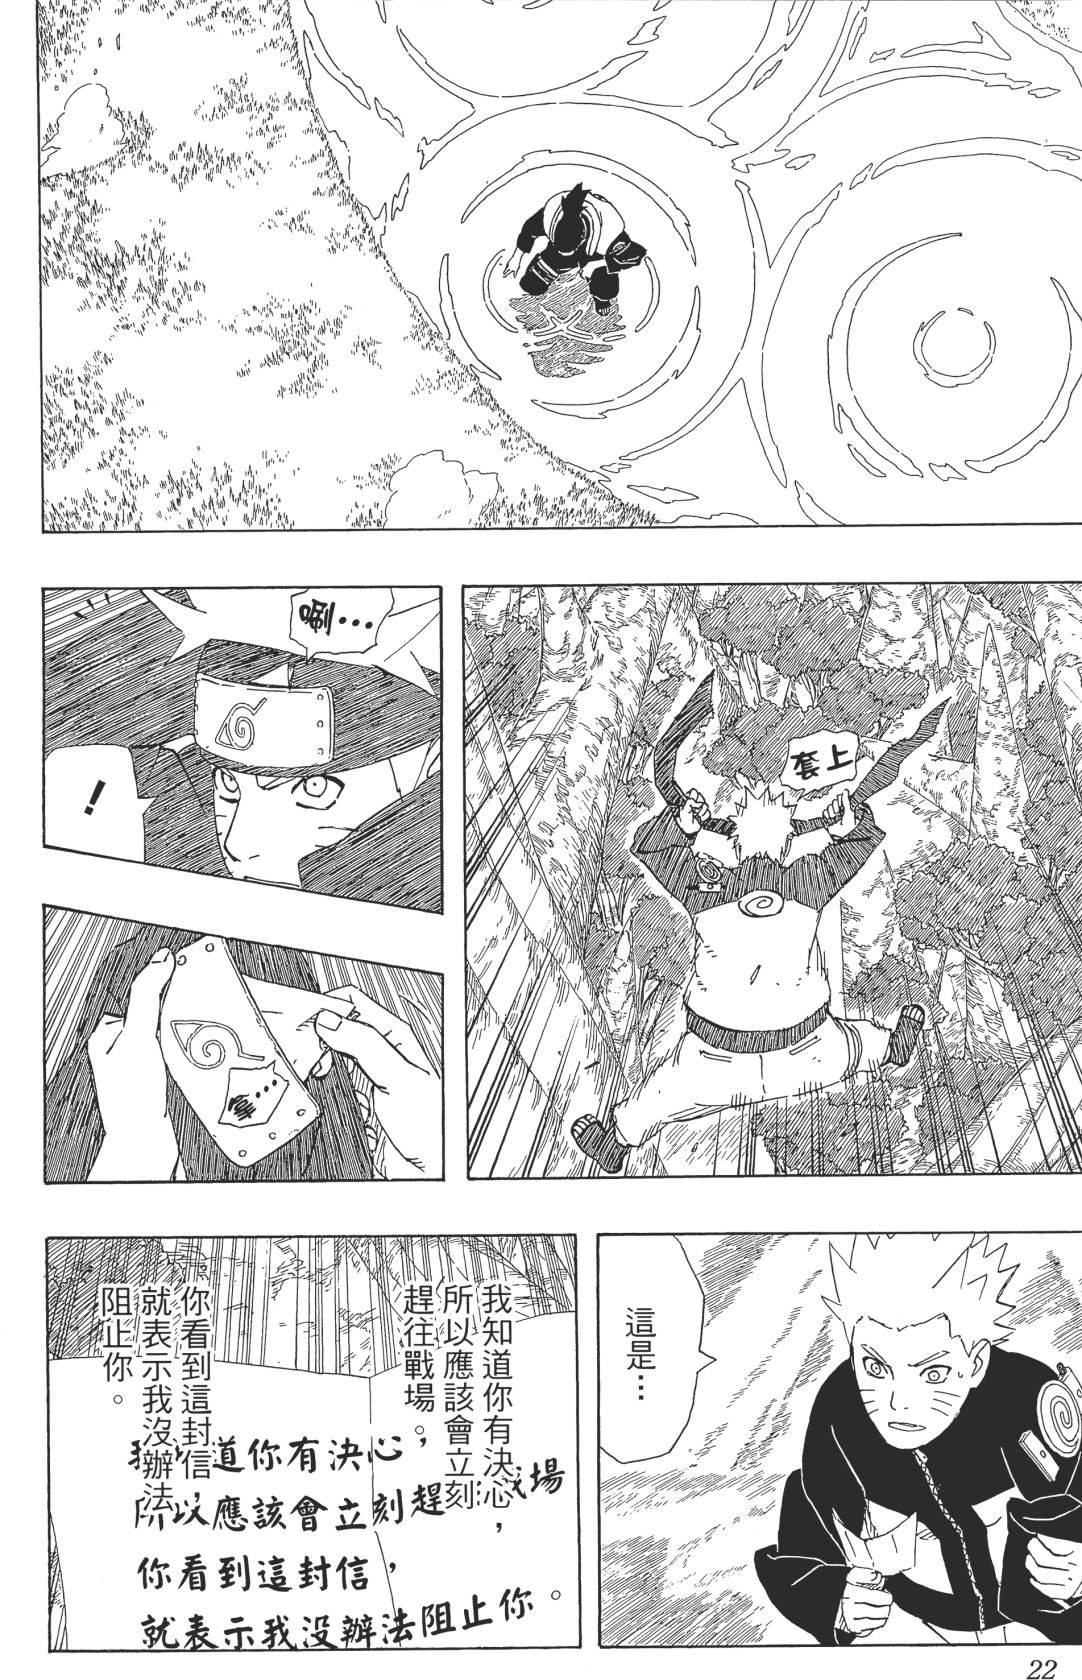 套上
！
拿…
這是…
我知道你有決心，
所以應該會立刻
趕往戰場。
你看到這封信，
就表示我沒辦法
阻止你。
道你有決心，
所以應該會立刻趕
戰場
你看到這封信，
就表示我沒辦法阻止你。
22